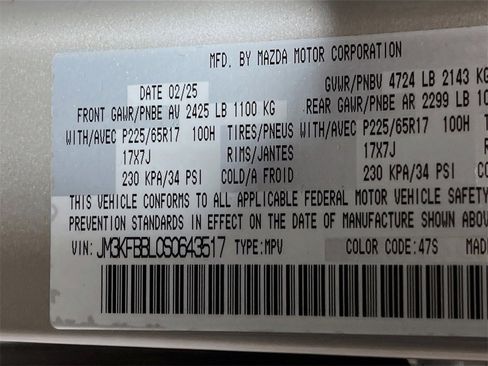 MFD. BY MAZDA MOTOR CORPORATION
DATE 02/25 GVWR/PNBV 4724 LB 2143 KG
FRONT GAWR/PNBE AV 2425 LB 1100 KG REAR GAWR/PNBE AR 2299 LB
WITH/AVEC P225/65R17 100H TIRES/PNEUS WITH/AVEC P225/65R17 100H
17X7J RIMS/JANTES 17X7J
230 KPA/34 PSI COLD/A FROID 230 KPA/34 PSI
THIS VEHICLE CONFORMS TO ALL APPLICABLE FEDERAL MOTOR VEHICLE SAFETY
PREVENTION STANDARDS IN EFFECT ON THE DATE OF MANUFACTURE SHOWN
VIN: JM3KFBBL0S0643517 TYPE:MPV COLOR CODE:47S